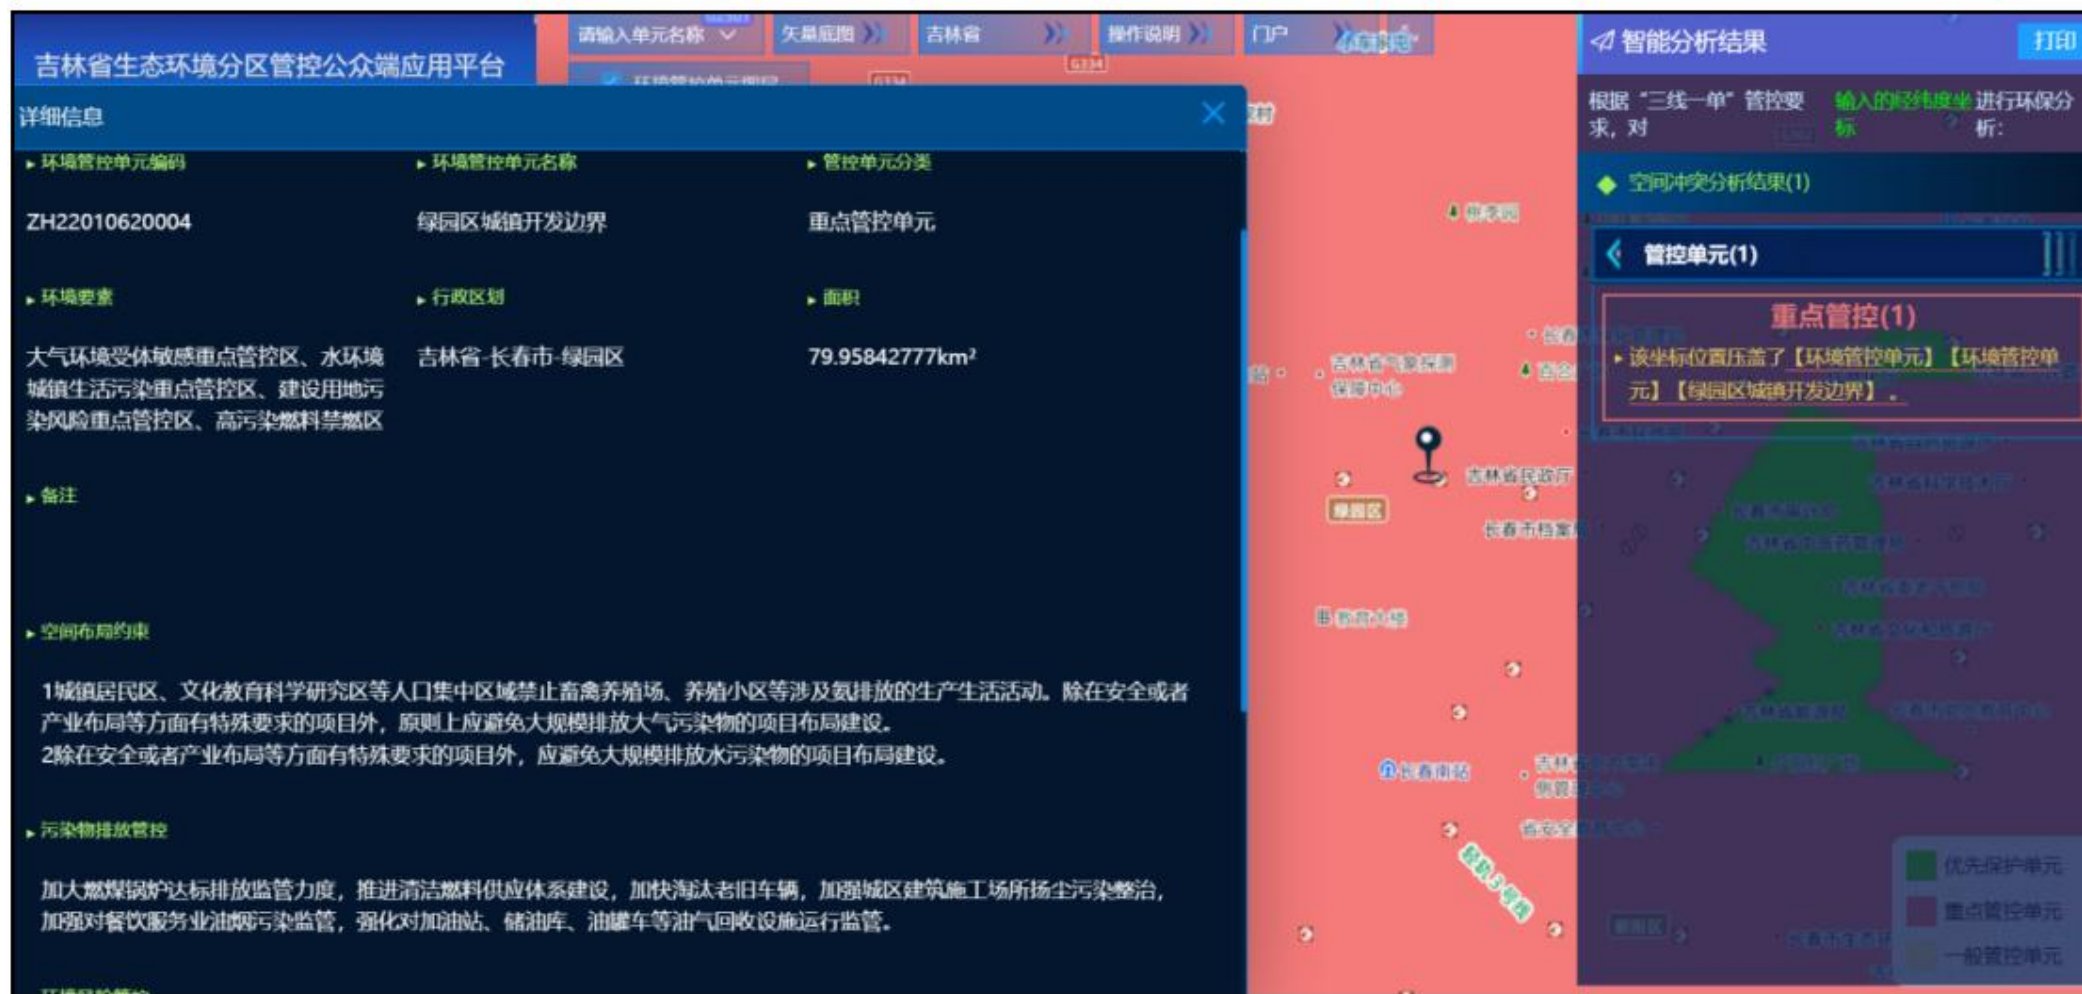 吉林省生态环境分区管控公众端应用平台
请输入单元名称
矢量底图
吉林省
操作说明
门户
G334
G334
详细信息
环境管控单元编码
环境管控单元名称
管控单元分类
ZH22010620004
绿园区城镇开发边界
重点管控单元
环境要素
行政区划
面积
大气环境受体敏感重点管控区、水环境
城镇生活污染重点管控区、建设用地污
染风险重点管控区、高污染燃料禁燃区
吉林省-长春市-绿园区
79.95842777km²
备注
空间布局约束
1城镇居民区、文化教育科学研究区等人口集中区域禁止畜禽养殖场、养殖小区等涉及氨排放的生产生活活动。除在安全或者
产业布局等方面有特殊要求的项目外，原则上应避免大规模排放大气污染物的项目布局建设。
2除在安全或者产业布局等方面有特殊要求的项目外，应避免大规模排放水污染物的项目布局建设。
污染物排放管控
加大燃煤锅炉达标排放监管力度，推进清洁燃料供应体系建设，加快淘汰老旧车辆，加强城区建筑施工场所扬尘污染整治，
加强对餐饮服务业油烟污染监管，强化对加油站、储油库、油罐车等油气回收设施运行监管。
桃李园
吉林省气象探测
保障中心
吉林省民政厅
绿园区
长春市档案
教育大楼
长春南站
轻轨3号线
智能分析结果
打印
根据“三线一单”管控要
求，对
输入的经纬度坐
标
进行环保分
析：
空间冲突分析结果(1)
管控单元(1)
重点管控(1)
该坐标位置压盖了【环境管控单元】【环境管控单
元】【绿园区城镇开发边界】。
优先保护单元
重点管控单元
一般管控单元